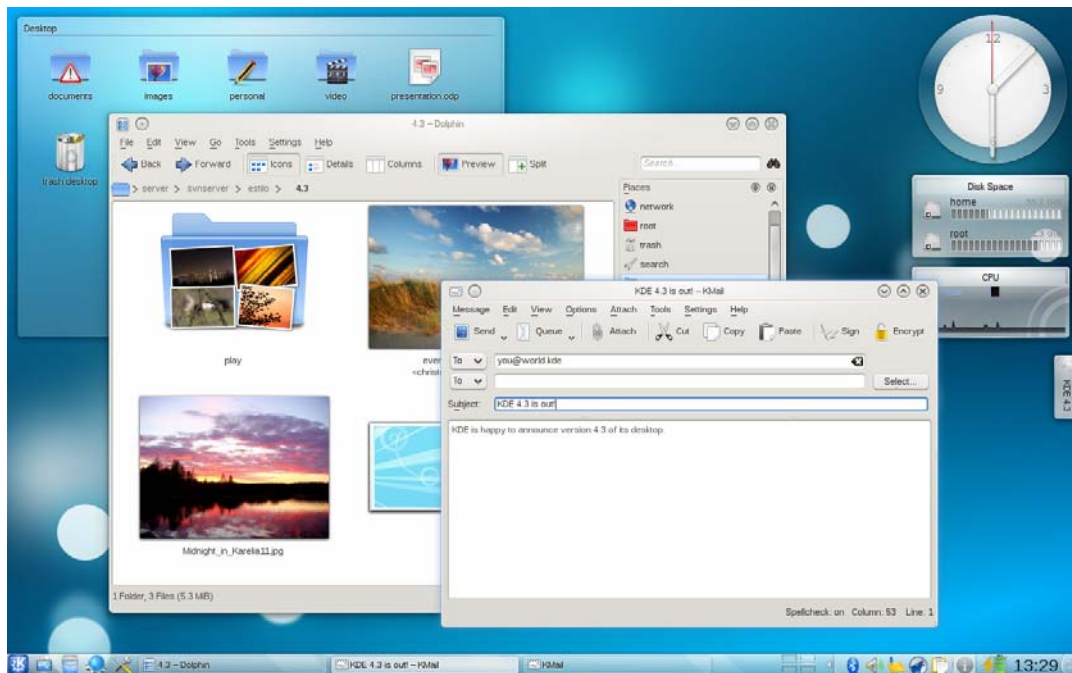 Desktop
documents
images
personal
video
presentation.odp
trash desktop
4.3 – Dolphin
File Edit View Go Tools Settings Help
Back Forward Icons Details Columns Preview Split Search...
> server > svnserver > estilo > 4.3
Places
network
root
trash
search
play
Midnight_in_Karelia11.jpg
1 Folder, 3 Files (5.3 MiB)
KDE 4.3 is out! – KMail
Message Edit View Options Attach Tools Settings Help
Send Queue Attach Cut Copy Paste Sign Encrypt
To you@world.kde
To Select...
Subject: KDE 4.3 is out!
KDE is happy to announce version 4.3 of its desktop.
Spellcheck: on Column: 53 Line: 1
12
3
6
9
Disk Space
home
root
CPU
KDE 4.3
4.3 – Dolphin
KDE 4.3 is out! – KMail
KMail
13:29